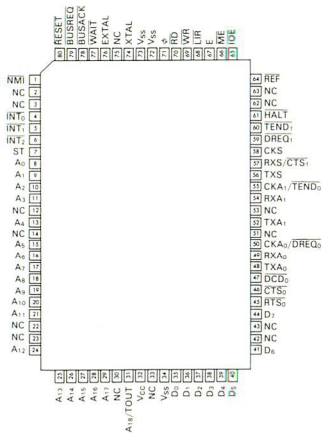 RESET
BUSREQ
BUSACK
WAIT
EXTAL
NC
XTAL
Vss
Vss
φ
RD
WR
LIR
E
ME
IOE
80 79 78 77 76 75 74 73 72 71 70 69 68 67 66 65
NMI 1
NC 2
NC 3
INT0 4
INT1 5
INT2 6
ST 7
A0 8
A1 9
A2 10
A3 11
NC 12
A4 13
NC 14
A5 15
A6 16
A7 17
A8 18
A9 19
A10 20
A11 21
NC 22
NC 23
A12 24
64 REF
63 NC
62 NC
61 HALT
60 TEND1
59 DREQ1
58 CKS
57 RXS/CTS1
56 TXS
55 CKA1/TEND0
54 RXA1
53 NC
52 TXA1
51 NC
50 CKA0/DREQ0
49 RXA0
48 TXA0
47 DCD0
46 CTS0
45 RTS0
44 D7
43 NC
42 NC
41 D6
25 26 27 28 29 30 31 32 33 34 35 36 37 38 39 40
A13
A14
A15
A16
A17
NC
A18/TOUT
Vcc
NC
Vss
D0
D1
D2
D3
D4
D5